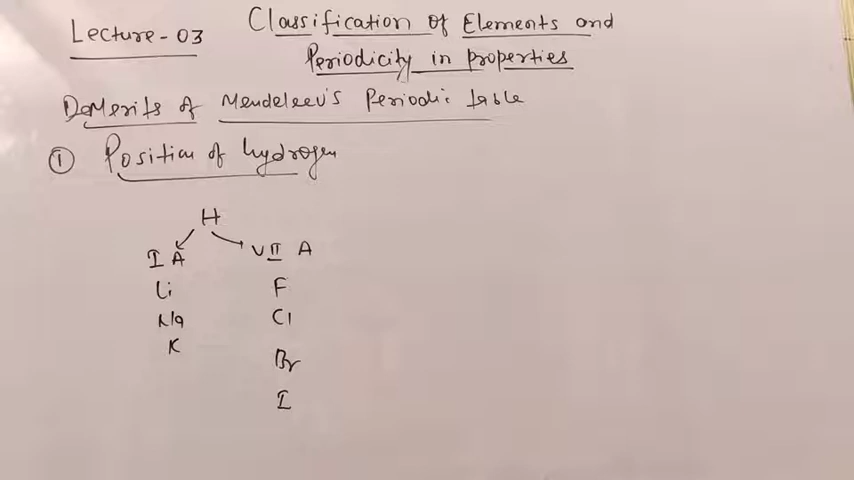 Lecture-03 Classification of Elements and
Periodicity in properties
DeMerits of Mendeleev's Periodic table
① Position of hydrogen
H
IA VII A
Li F
Na Cl
K Br
I